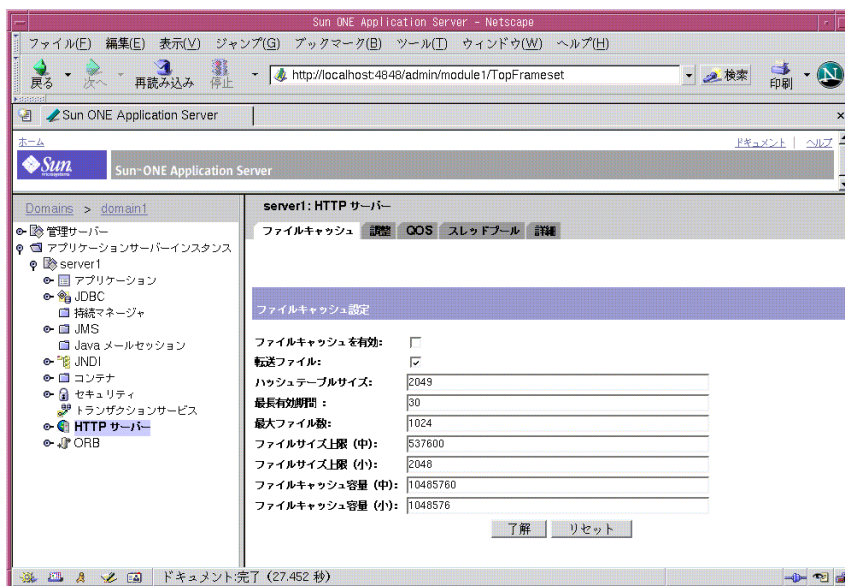 Sun ONE Application Server - Netscape
ファイル(F) 編集(E) 表示(V) ジャンプ(G) ブックマーク(B) ツール(T) ウィンドウ(W) ヘルプ(H)
戻る 次へ 再読み込み 停止 http://localhost:4848/admin/module1/TopFrameset 検索 印刷 N
Sun ONE Application Server
ホーム ドキュメント | ヘルプ
Sun microsystems Sun™ ONE Application Server
Domains > domain1
管理サーバー
アプリケーションサーバーインスタンス
server1
アプリケーション
JDBC
持続マネージャ
JMS
Java メールセッション
JNDI
コンテナ
セキュリティ
トランザクションサービス
HTTP サーバー
ORB
server1: HTTP サーバー
ファイルキャッシュ 調整 QOS スレッドプール 詳細
ファイルキャッシュ設定
ファイルキャッシュを有効:
転送ファイル:
ハッシュテーブルサイズ: 2049
最長有効期間 : 30
最大ファイル数: 1024
ファイルサイズ上限 (中): 537600
ファイルサイズ上限 (小): 2048
ファイルキャッシュ容量 (中): 10485760
ファイルキャッシュ容量 (小): 1048576
了解 リセット
ドキュメント:完了 (27.452 秒)